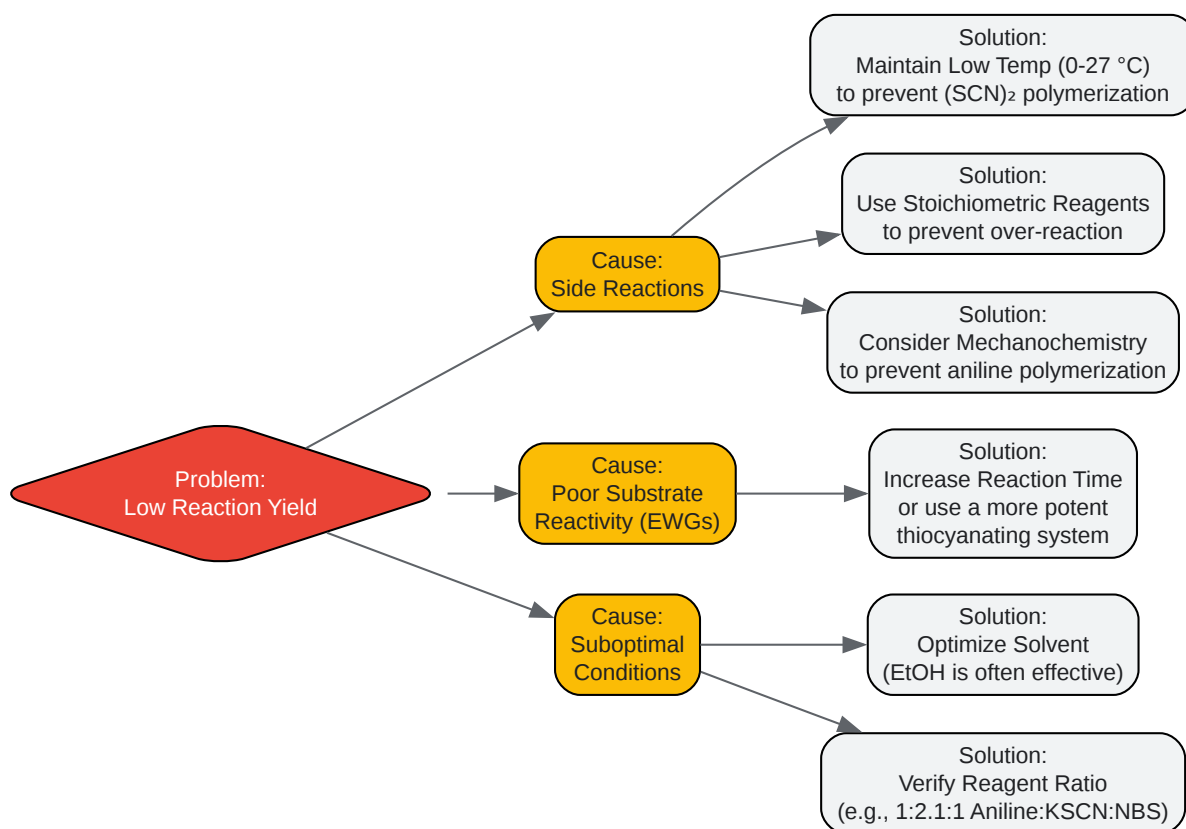 Solution:
Maintain Low Temp (0-27 °C)
to prevent (SCN)₂ polymerization
Solution:
Use Stoichiometric Reagents
to prevent over-reaction
Cause:
Side Reactions
Solution:
Consider Mechanochemistry
to prevent aniline polymerization
Problem:
Low Reaction Yield
Cause:
Poor Substrate
Reactivity (EWGs)
Solution:
Increase Reaction Time
or use a more potent
thiocyanating system
Cause:
Suboptimal
Conditions
Solution:
Optimize Solvent
(EtOH is often effective)
Solution:
Verify Reagent Ratio
(e.g., 1:2.1:1 Aniline:KSCN:NBS)